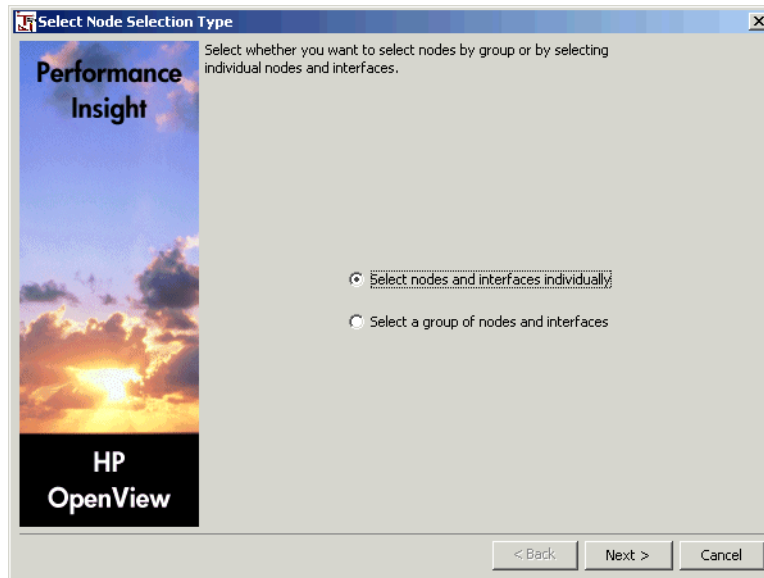 Select Node Selection Type
Performance
Insight
Select whether you want to select nodes by group or by selecting
individual nodes and interfaces.
Select nodes and interfaces individually
Select a group of nodes and interfaces
HP
OpenView
< Back
Next >
Cancel